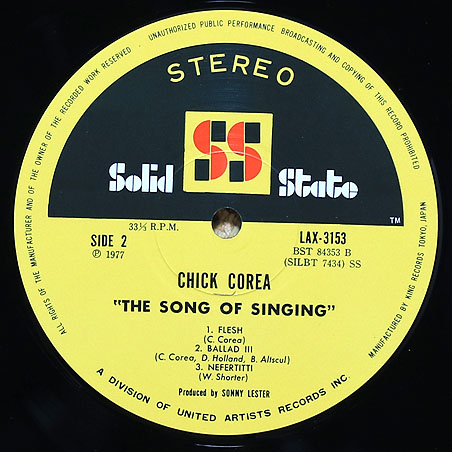 UNAUTHORIZED PUBLIC PERFORMANCE BROADCASTING AND COPYING OF THIS RECORD PROHIBITED
ALL RIGHTS OF THE MANUFACTURER AND OF THE OWNER OF THE RECORDED WORK RESERVED
MANUFACTURED BY KING RECORDS TOKYO, JAPAN
STEREO
SS
Solid State
TM
33⅓ R.P.M.
SIDE 2
LAX-3153
℗ 1977
BST 84353 B
(SILBT 7434) SS
CHICK COREA
"THE SONG OF SINGING"
1. FLESH
(C. Corea)
2. BALLAD III
(C. Corea, D. Holland, B. Altscul)
3. NEFERTITTI
(W. Shorter)
Produced by SONNY LESTER
A DIVISION OF UNITED ARTISTS RECORDS INC.